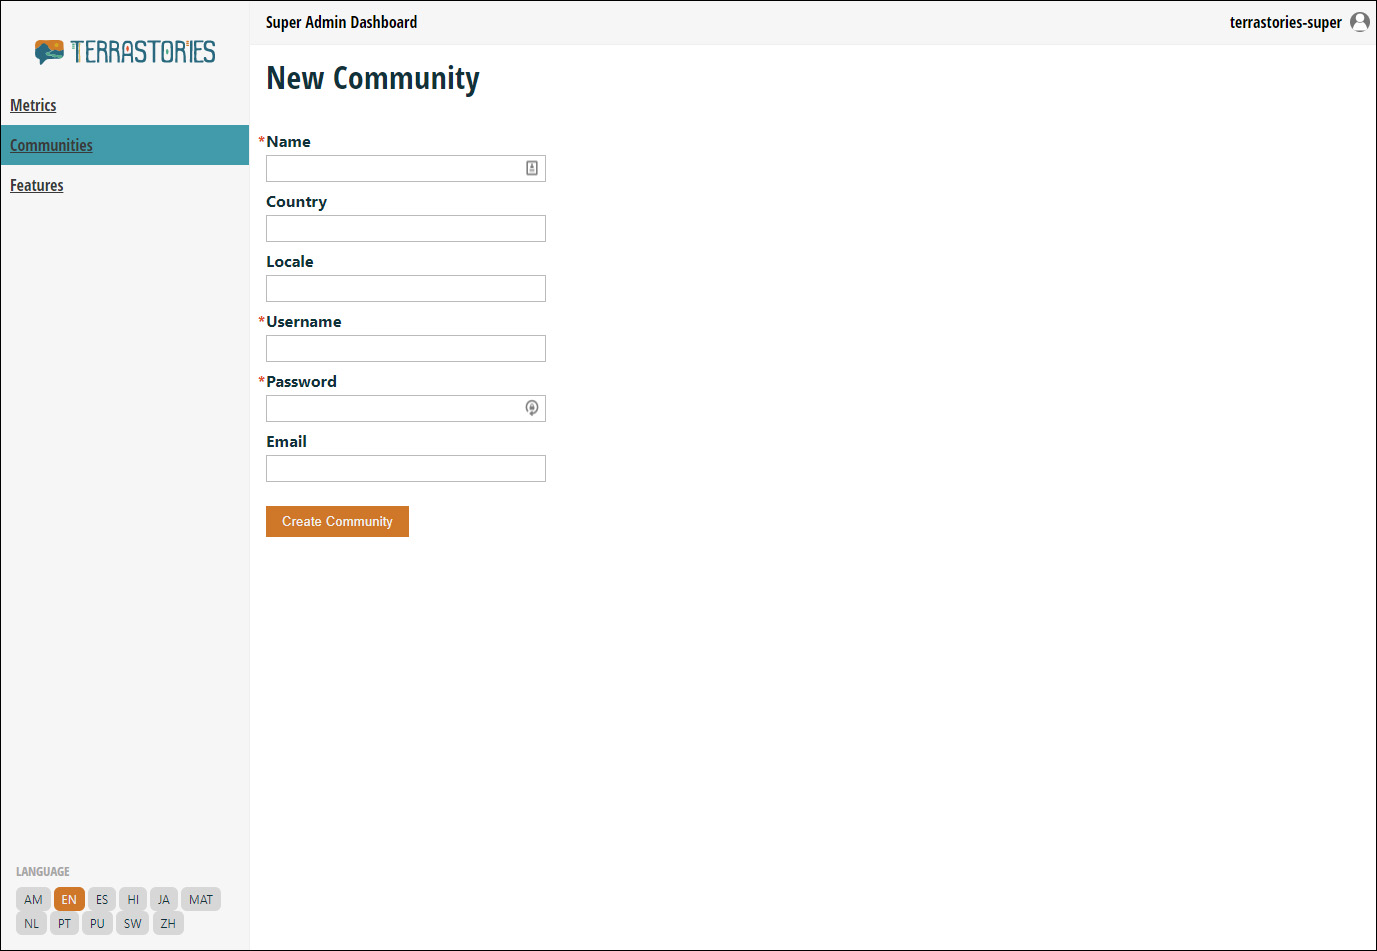 TERRASTORIES
Metrics
Communities
Features
LANGUAGE
AM EN ES HI JA MAT
NL PT PU SW ZH
Super Admin Dashboard
terrastories-super
New Community
*Name
Country
Locale
*Username
*Password
Email
Create Community